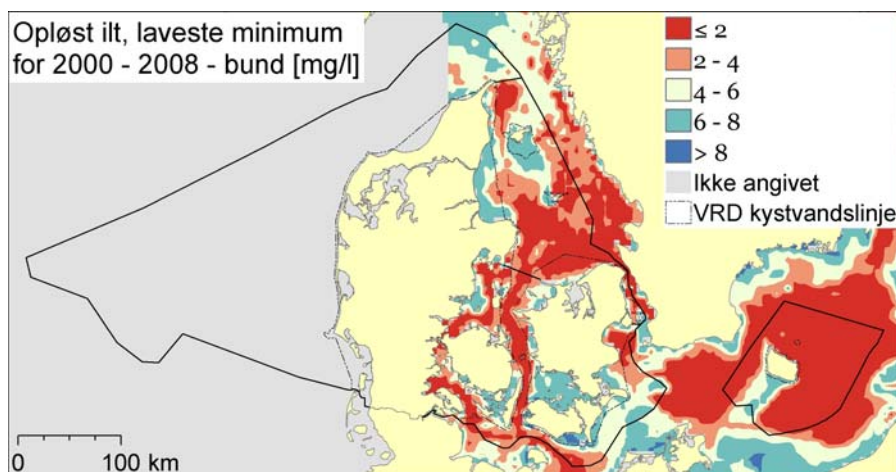 Opløst ilt, laveste minimum
for 2000 - 2008 - bund [mg/l]
≤ 2
2 - 4
4 - 6
6 - 8
> 8
Ikke angivet
VRD kystvandslinje
0 100 km